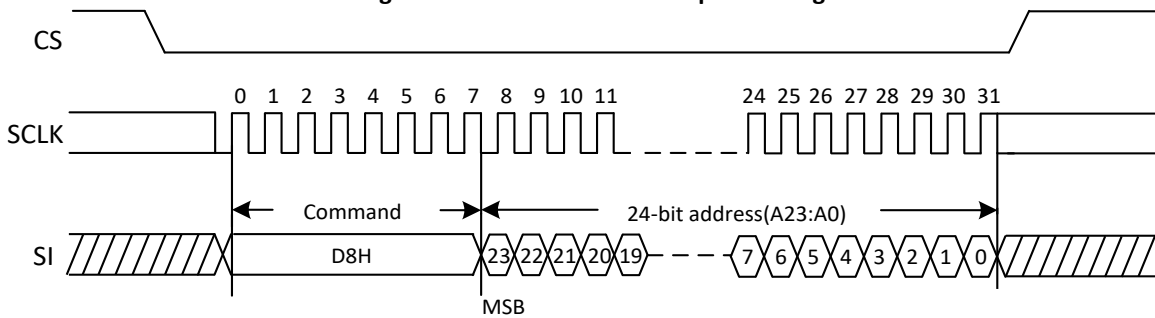 CS
0 1 2 3 4 5 6 7 8 9 10 11 24 25 26 27 28 29 30 31
SCLK
Command 24-bit address(A23:A0)
SI D8H 23 22 21 20 19 7 6 5 4 3 2 1 0
MSB